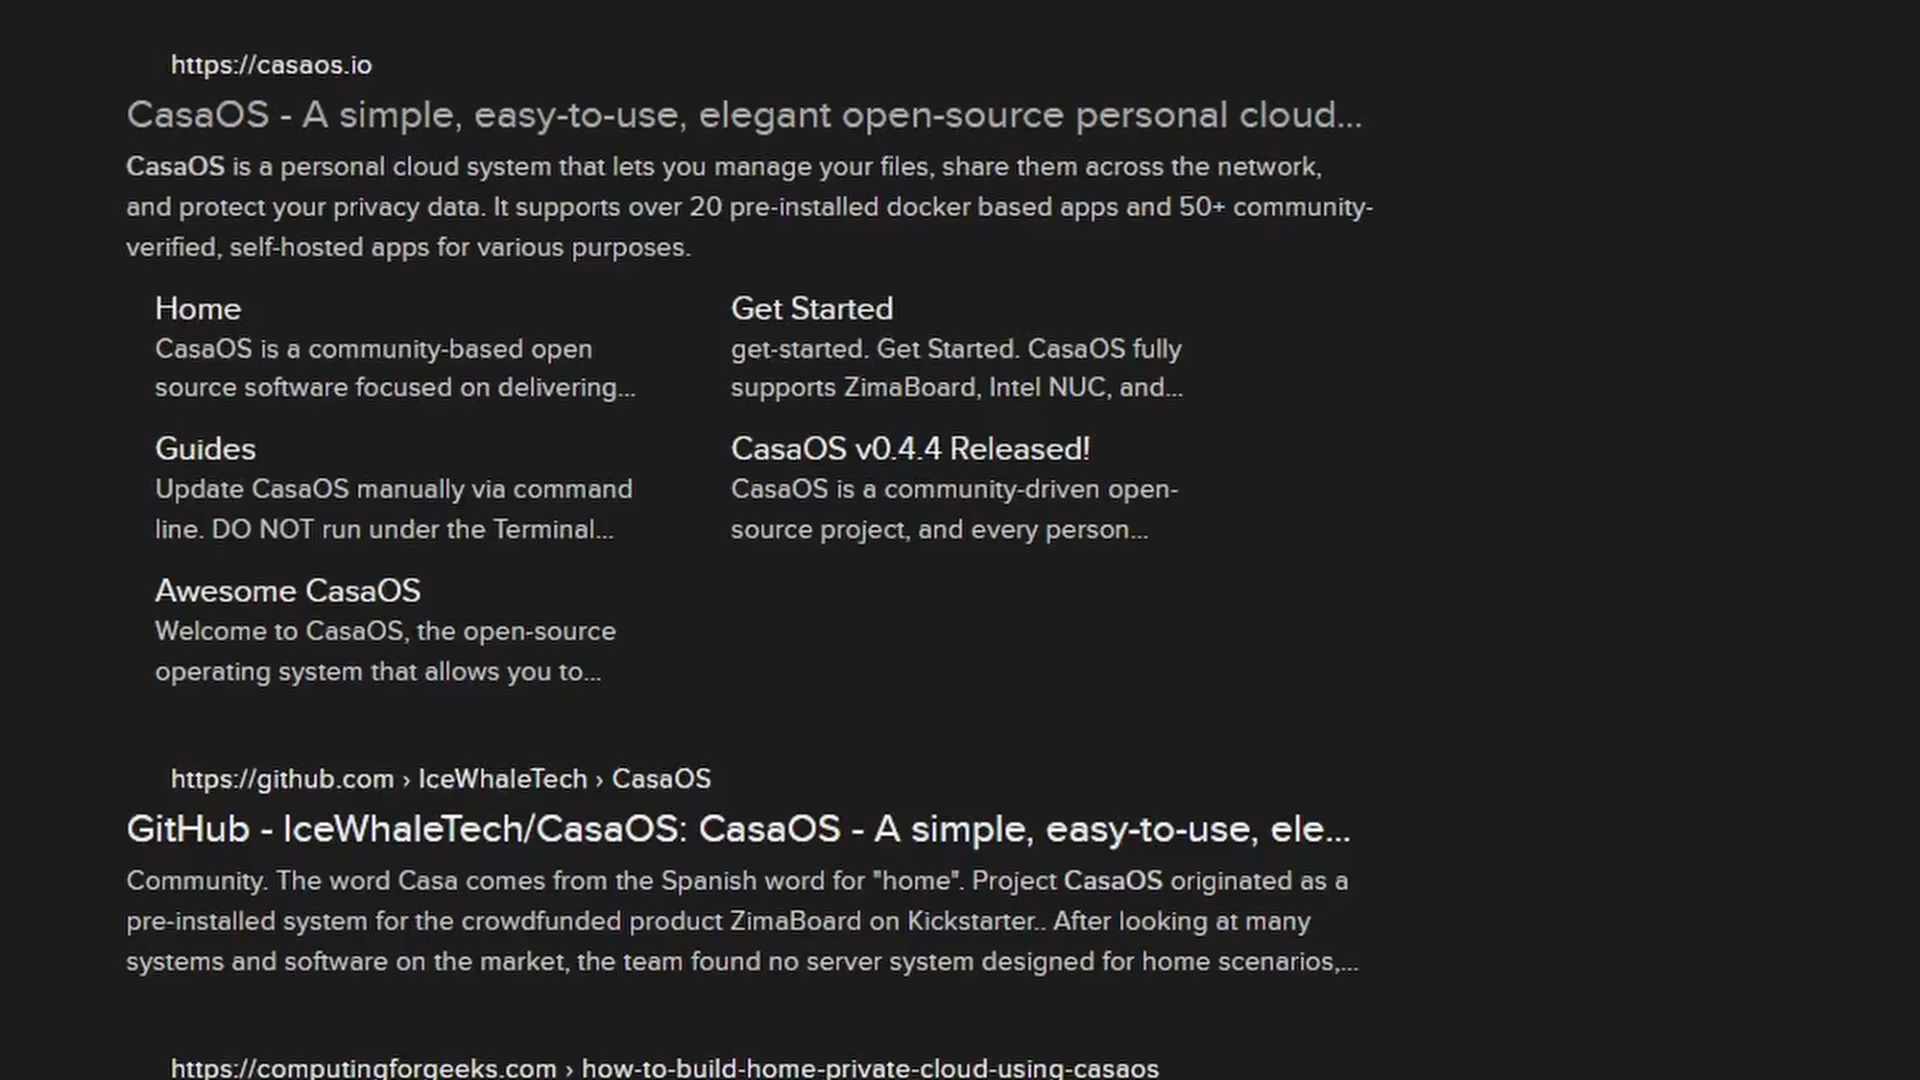 https://casaos.io
CasaOS - A simple, easy-to-use, elegant open-source personal cloud...
CasaOS is a personal cloud system that lets you manage your files, share them across the network,
and protect your privacy data. It supports over 20 pre-installed docker based apps and 50+ community-
verified, self-hosted apps for various purposes.
Home
CasaOS is a community-based open
source software focused on delivering...
Get Started
get-started. Get Started. CasaOS fully
supports ZimaBoard, Intel NUC, and...
Guides
Update CasaOS manually via command
line. DO NOT run under the Terminal...
CasaOS v0.4.4 Released!
CasaOS is a community-driven open-
source project, and every person...
Awesome CasaOS
Welcome to CasaOS, the open-source
operating system that allows you to...
https://github.com › IceWhaleTech › CasaOS
GitHub - IceWhaleTech/CasaOS: CasaOS - A simple, easy-to-use, ele...
Community. The word Casa comes from the Spanish word for "home". Project CasaOS originated as a
pre-installed system for the crowdfunded product ZimaBoard on Kickstarter.. After looking at many
systems and software on the market, the team found no server system designed for home scenarios,...
https://computingforgeeks.com › how-to-build-home-private-cloud-using-casaos